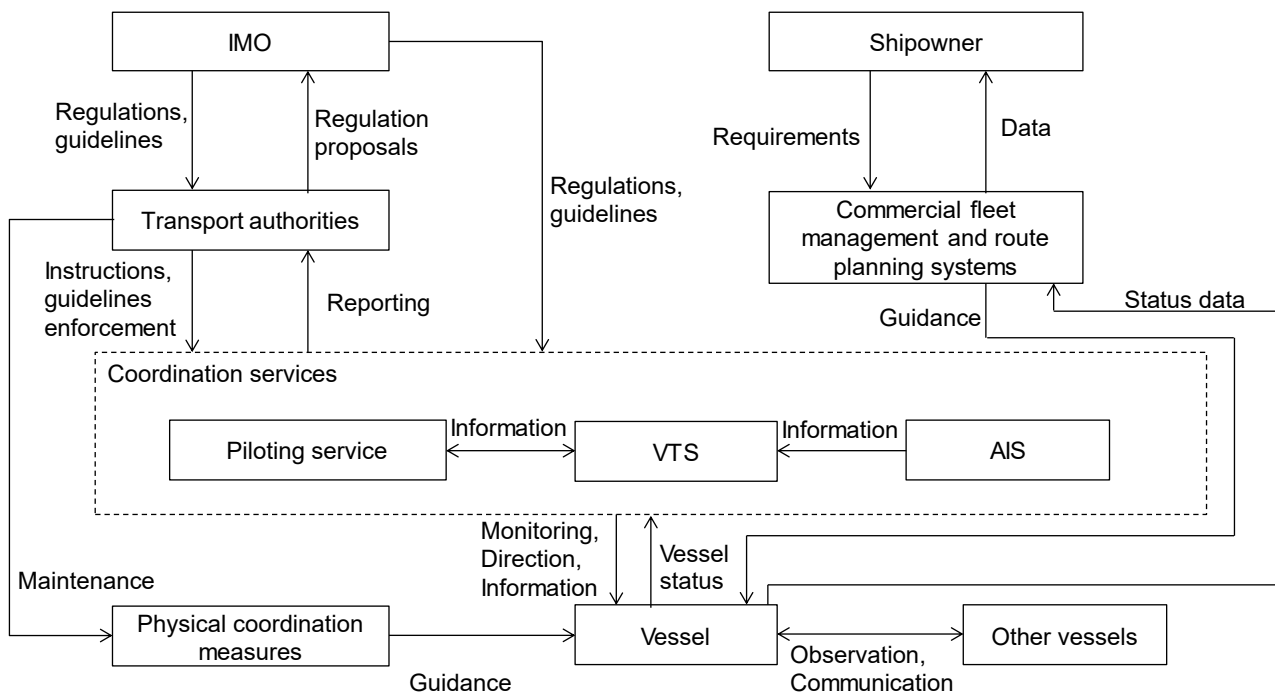 IMO
Shipowner
Regulations,
guidelines
Regulation
proposals
Requirements
Data
Regulations,
guidelines
Transport authorities
Commercial fleet
management and route
planning systems
Instructions,
guidelines
enforcement
Reporting
Guidance
Status data
Coordination services
Piloting service
Information
VTS
Information
AIS
Monitoring,
Direction,
Information
Vessel
status
Maintenance
Physical coordination
measures
Vessel
Other vessels
Guidance
Observation,
Communication